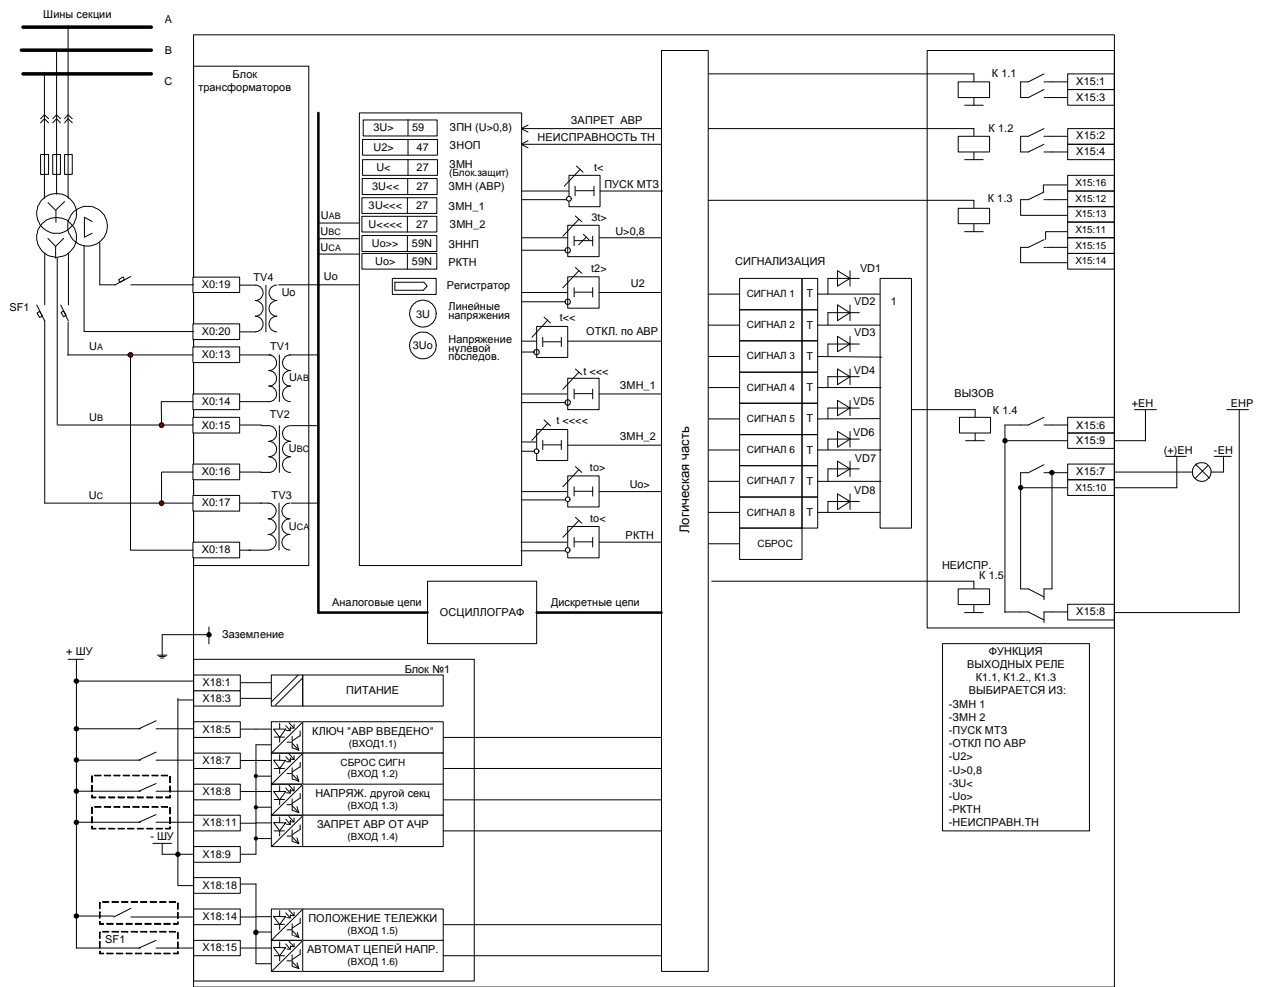 Шины секции
A
B
C
Блок
трансформаторов
SF1
X0:19
TV4
Uo
X0:20
UA
X0:13
TV1
UAB
X0:14
UB
X0:15
TV2
UBC
X0:16
UC
X0:17
TV3
UCA
X0:18
UAB
UBC
UCA
Uo
3U> 59 ЗПН (U>0,8)
U2> 47 ЗНОП
U< 27 ЗМН
(Блок.защит)
3U<< 27 ЗМН (АВР)
3U<<< 27 ЗМН_1
U<<<< 27 ЗМН_2
Uo>> 59N ЗННП
Uo> 59N РКТН
Регистратор
3U
Линейные
напряжения
3Uo
Напряжение
нулевой
последов.
ЗАПРЕТ АВР
НЕИСПРАВНОСТЬ ТН
t<
ПУСК МТЗ
3t>
U>0,8
t2>
U2
t<<
ОТКЛ. по АВР
t <<<
ЗМН_1
t <<<<
ЗМН_2
to>
Uo>
to<
РКТН
Логическая часть
СИГНАЛИЗАЦИЯ
СИГНАЛ 1 T VD1
СИГНАЛ 2 T VD2
СИГНАЛ 3 T VD3
СИГНАЛ 4 T VD4
СИГНАЛ 5 T VD5
СИГНАЛ 6 T VD6
СИГНАЛ 7 T VD7
СИГНАЛ 8 T VD8
СБРОС
1
К 1.1
X15:1
X15:3
К 1.2
X15:2
X15:4
К 1.3
X15:16
X15:12
X15:13
X15:11
X15:15
X15:14
ВЫЗОВ
К 1.4
X15:6
X15:9
X15:7
X15:10
НЕИСПР.
К 1.5
X15:8
+ЕН
ЕНР
(+)ЕН
-ЕН
Аналоговые цепи
ОСЦИЛЛОГРАФ
Дискретные цепи
Заземление
+ ШУ
Блок №1
X18:1
X18:3
ПИТАНИЕ
X18:5
КЛЮЧ "АВР ВВЕДЕНО"
(ВХОД1.1)
X18:7
СБРОС СИГН
(ВХОД 1.2)
X18:8
НАПРЯЖ. другой секц
(ВХОД 1.3)
X18:11
ЗАПРЕТ АВР ОТ АЧР
(ВХОД 1.4)
- ШУ
X18:9
X18:18
X18:14
ПОЛОЖЕНИЕ ТЕЛЕЖКИ
(ВХОД 1.5)
SF1
X18:15
АВТОМАТ ЦЕПЕЙ НАПР.
(ВХОД 1.6)
ФУНКЦИЯ
ВЫХОДНЫХ РЕЛЕ
К1.1, К1.2., К1.3
ВЫБИРАЕТСЯ ИЗ:
-ЗМН 1
-ЗМН 2
-ПУСК МТЗ
-ОТКЛ ПО АВР
-U2>
-U>0,8
-3U<
-Uo>
-РКТН
-НЕИСПРАВН.ТН